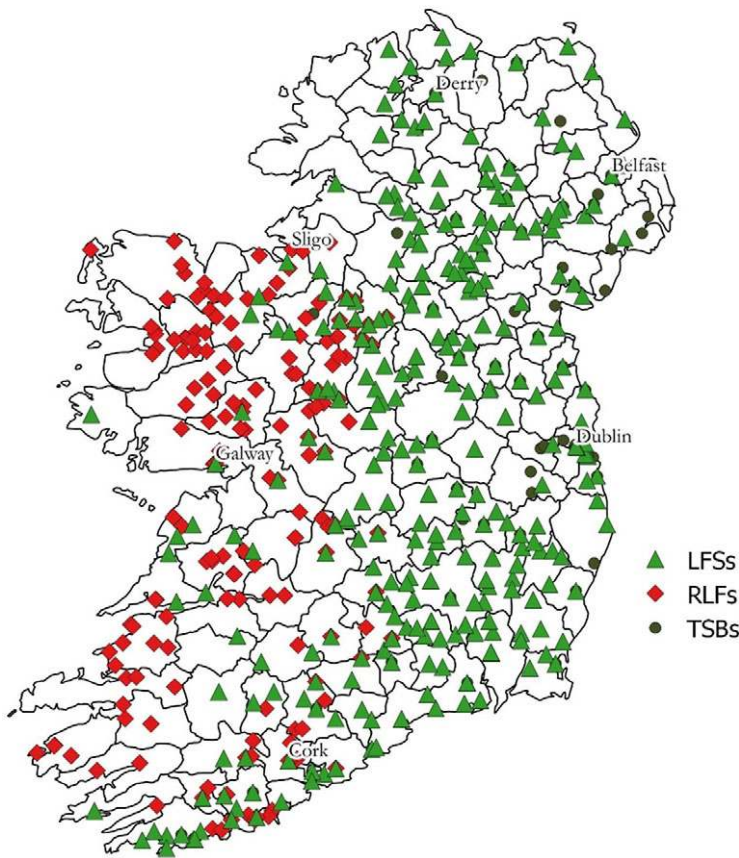 Derry
Belfast
Sligo
Dublin
Galway
LFSs
RLFs
TSBs
Cork